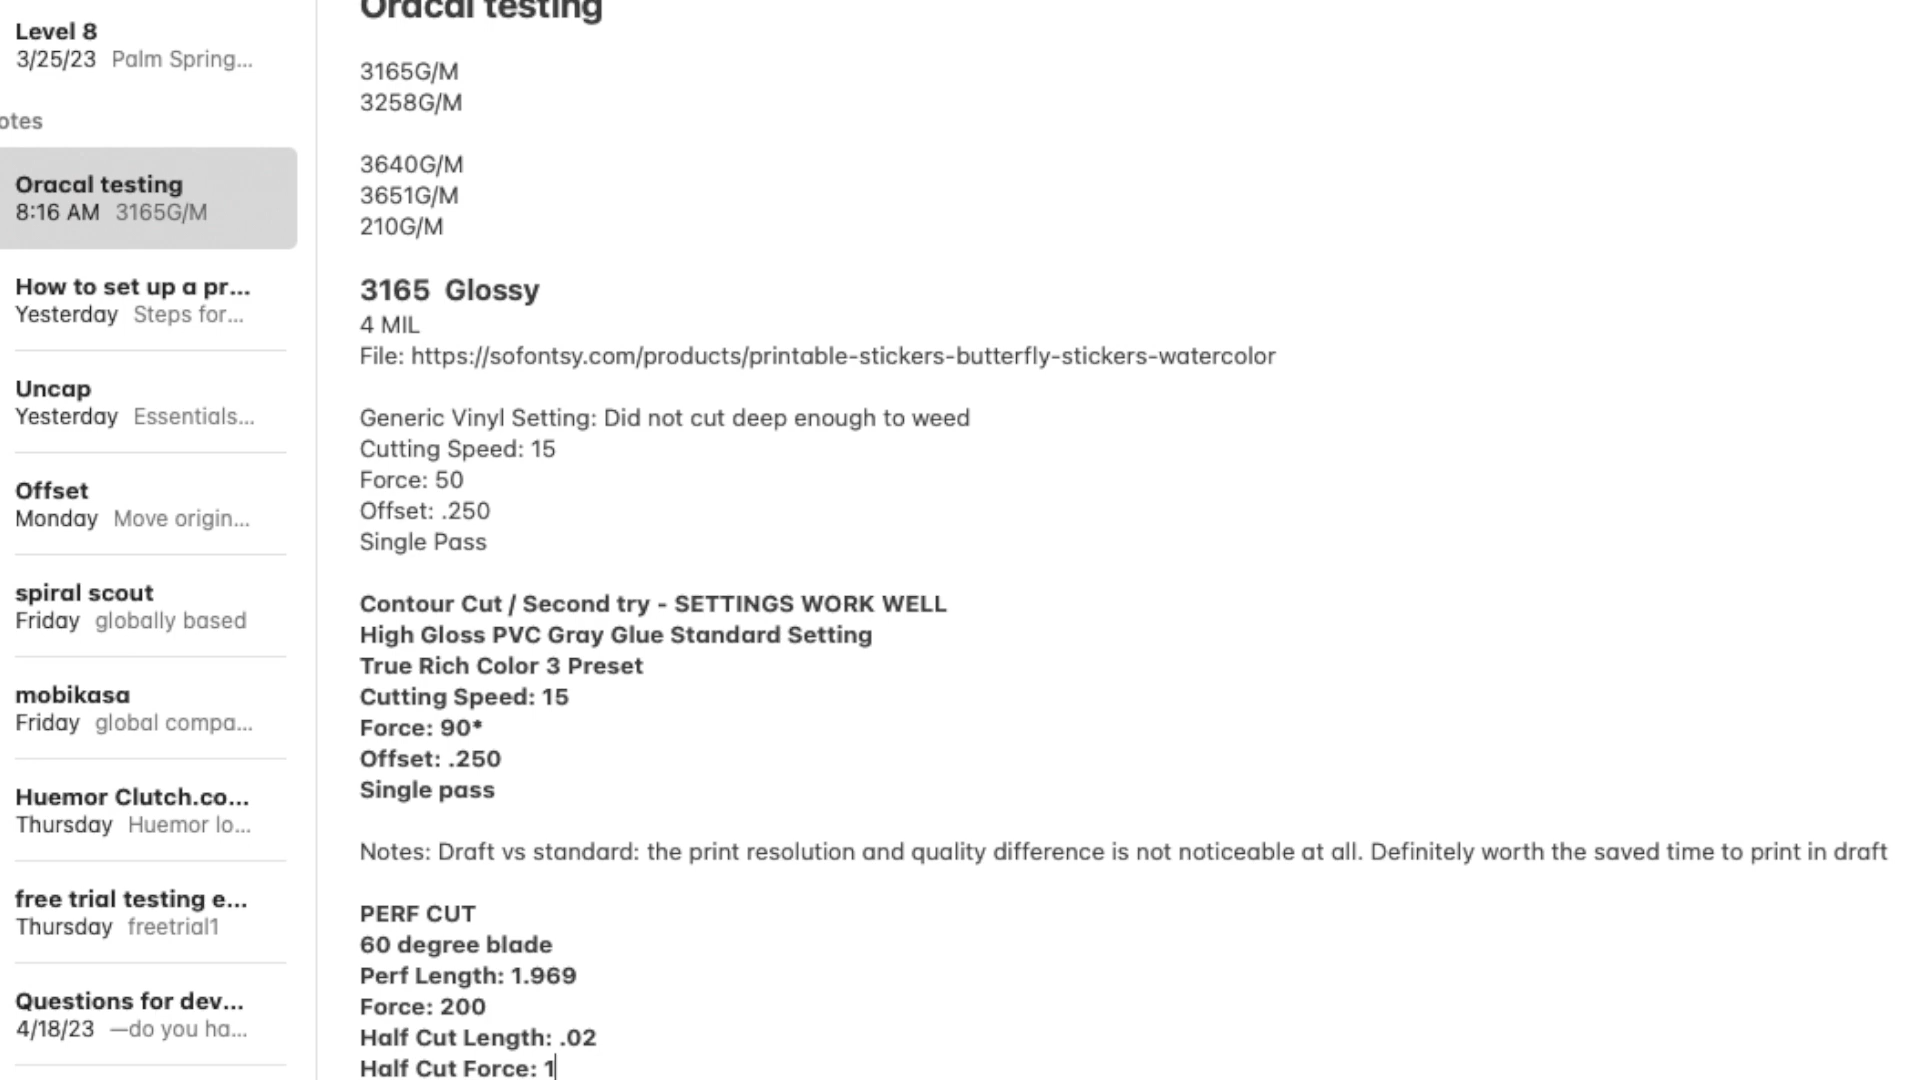 Level 8
3/25/23 Palm Spring...
otes
Oracal testing
8:16 AM 3165G/M
How to set up a pr...
Yesterday Steps for...
Uncap
Yesterday Essentials...
Offset
Monday Move origin...
spiral scout
Friday globally based
mobikasa
Friday global compa...
Huemor Clutch.co...
Thursday Huemor lo...
free trial testing e...
Thursday freetrial1
Questions for dev...
4/18/23 —do you ha...
Oracal testing
3165G/M
3258G/M
3640G/M
3651G/M
210G/M
3165 Glossy
4 MIL
File: https://sofontsy.com/products/printable-stickers-butterfly-stickers-watercolor
Generic Vinyl Setting: Did not cut deep enough to weed
Cutting Speed: 15
Force: 50
Offset: .250
Single Pass
Contour Cut / Second try - SETTINGS WORK WELL
High Gloss PVC Gray Glue Standard Setting
True Rich Color 3 Preset
Cutting Speed: 15
Force: 90*
Offset: .250
Single pass
Notes: Draft vs standard: the print resolution and quality difference is not noticeable at all. Definitely worth the saved time to print in draft
PERF CUT
60 degree blade
Perf Length: 1.969
Force: 200
Half Cut Length: .02
Half Cut Force: 1